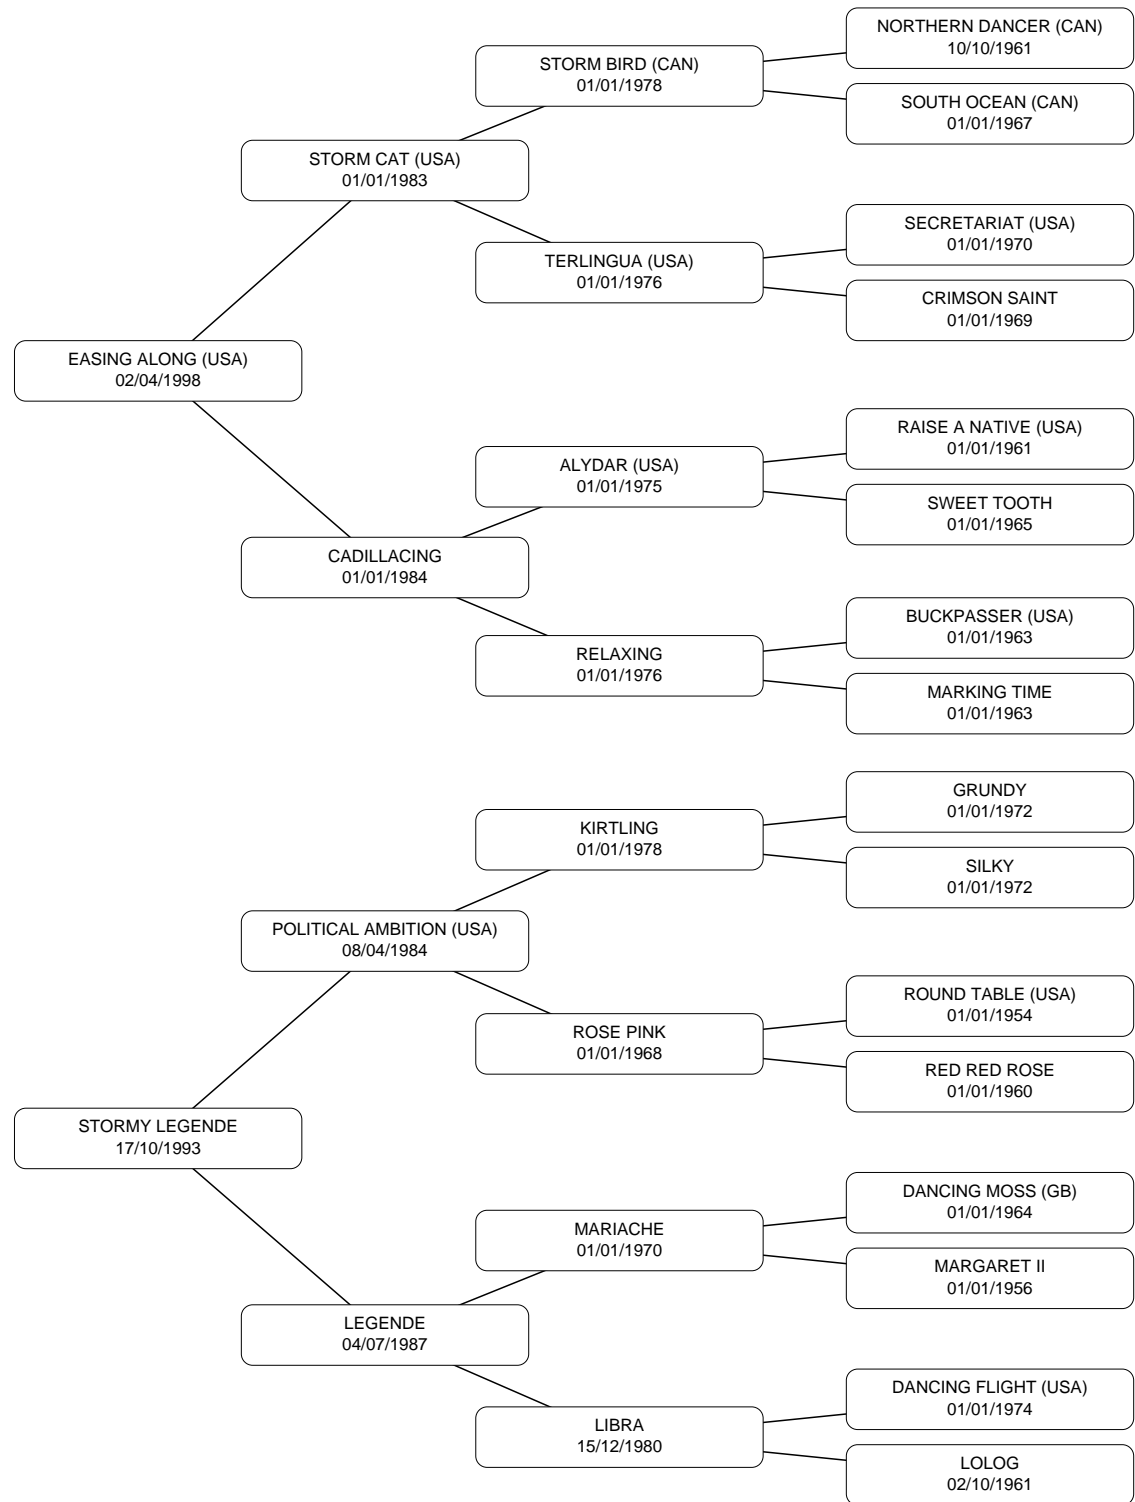 NORTHERN DANCER (CAN)
10/10/1961
STORM BIRD (CAN)
01/01/1978
SOUTH OCEAN (CAN)
01/01/1967
STORM CAT (USA)
01/01/1983
SECRETARIAT (USA)
01/01/1970
TERLINGUA (USA)
01/01/1976
CRIMSON SAINT
01/01/1969
EASING ALONG (USA)
02/04/1998
RAISE A NATIVE (USA)
01/01/1961
ALYDAR (USA)
01/01/1975
SWEET TOOTH
01/01/1965
CADILLACING
01/01/1984
BUCKPASSER (USA)
01/01/1963
RELAXING
01/01/1976
MARKING TIME
01/01/1963
GRUNDY
01/01/1972
KIRTLING
01/01/1978
SILKY
01/01/1972
POLITICAL AMBITION (USA)
08/04/1984
ROUND TABLE (USA)
01/01/1954
ROSE PINK
01/01/1968
RED RED ROSE
01/01/1960
STORMY LEGENDE
17/10/1993
DANCING MOSS (GB)
01/01/1964
MARIACHE
01/01/1970
MARGARET II
01/01/1956
LEGENDE
04/07/1987
DANCING FLIGHT (USA)
01/01/1974
LIBRA
15/12/1980
LOLOG
02/10/1961